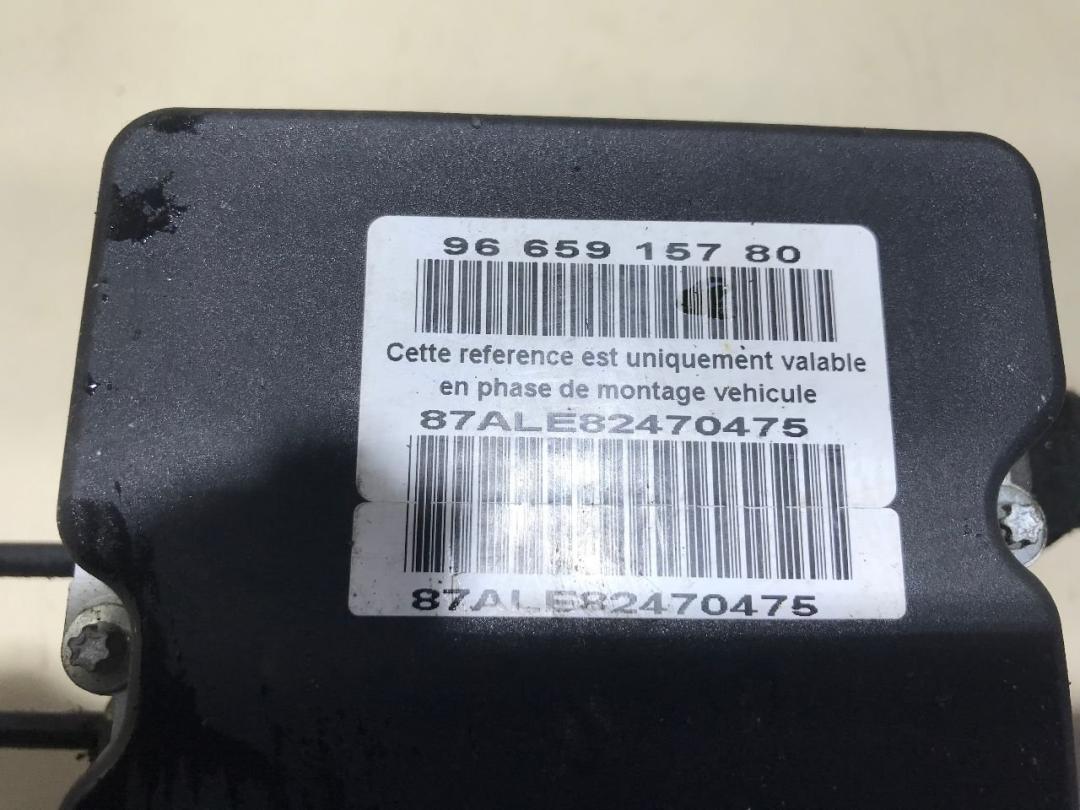 96 659 157 80
Cette reference est uniquement valable
en phase de montage vehicule
87ALE82470475
87ALE82470475